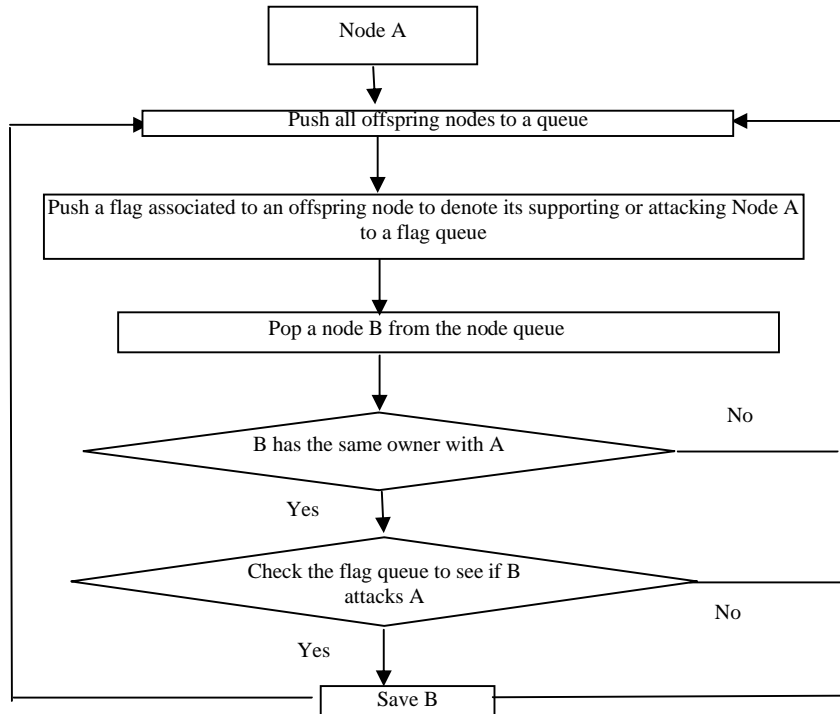 Node A
Push all offspring nodes to a queue
Push a flag associated to an offspring node to denote its supporting or attacking Node A
to a flag queue
Pop a node B from the node queue
No
B has the same owner with A
Yes
Check the flag queue to see if B
attacks A
No
Yes
Save B